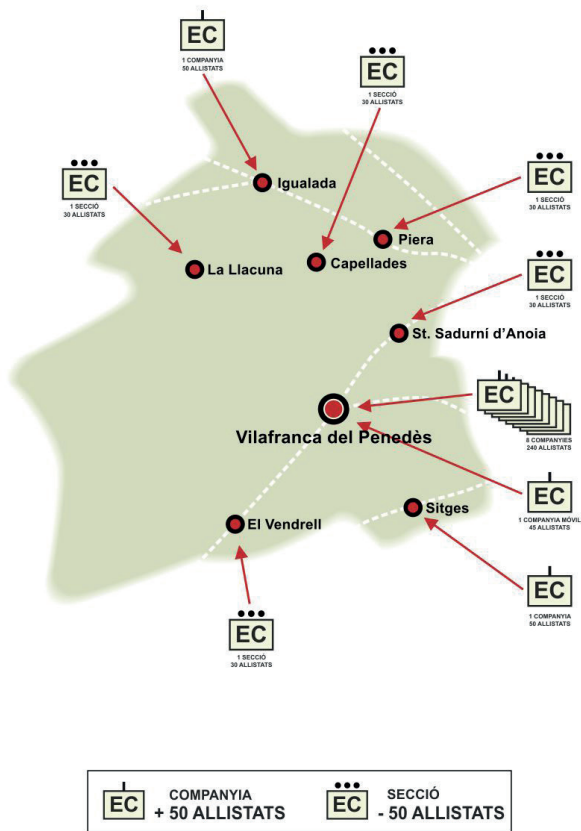 EC
1 COMPANYIA
50 ALLISTATS
EC
1 SECCIÓ
30 ALLISTATS
EC
1 SECCIÓ
30 ALLISTATS
EC
1 SECCIÓ
30 ALLISTATS
Igualada
Piera
La Llacuna
Capellades
EC
1 SECCIÓ
30 ALLISTATS
St. Sadurní d'Anoia
EC
8 COMPANYIES
240 ALLISTATS
Vilafranca del Penedès
EC
1 COMPANYIA MÓVIL
45 ALLISTATS
Sitges
El Vendrell
EC
1 COMPANYIA
50 ALLISTATS
EC
1 SECCIÓ
30 ALLISTATS
EC
COMPANYIA
+ 50 ALLISTATS
EC
SECCIÓ
- 50 ALLISTATS